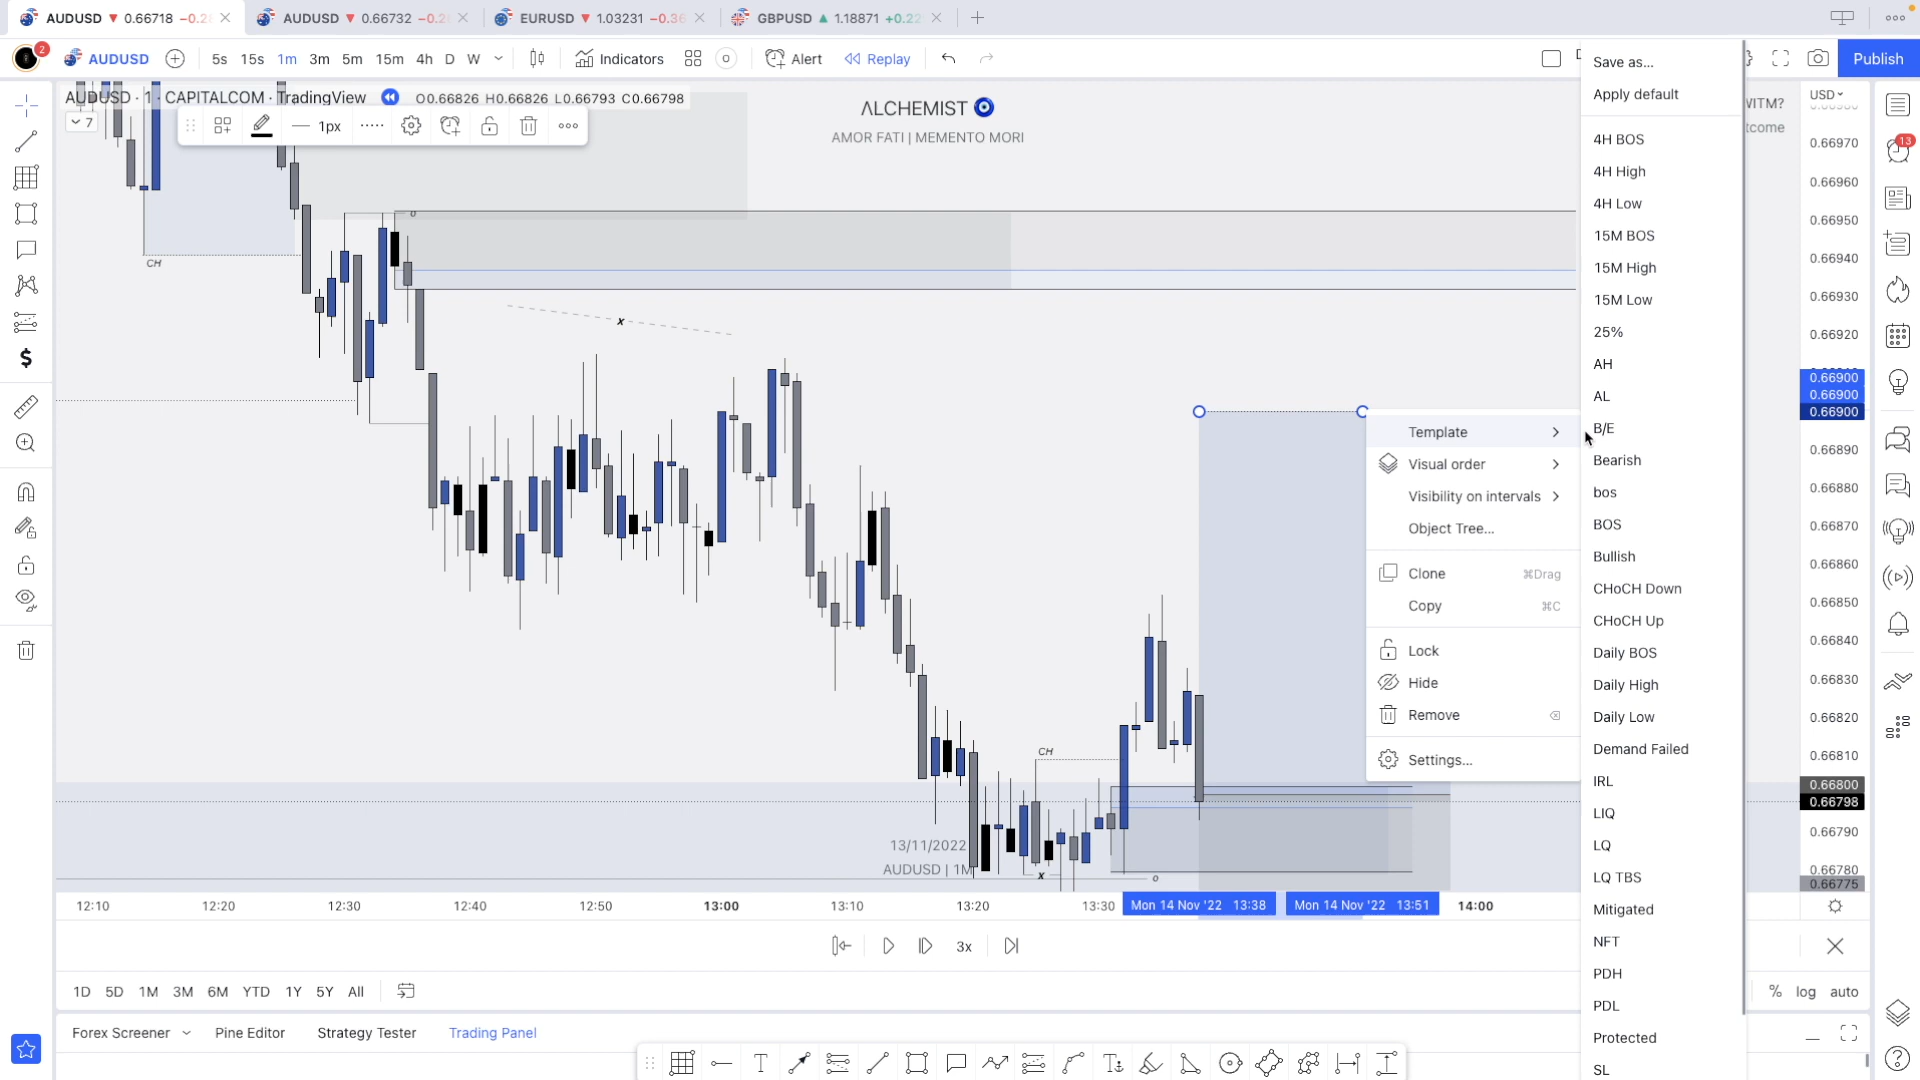 AUDUSD ▼ 0.66718 −0.2
AUDUSD ▼ 0.66732 −0.2
EURUSD ▼ 1.03231 −0.36
GBPUSD ▲ 1.18871 +0.22
2
AUDUSD
5s 15s 1m 3m 5m 15m 4h D W
Indicators
Alert
Replay
Publish
AUDUSD · 1 · CAPITALCOM · TradingView
O0.66826 H0.66826 L0.66793 C0.66798
7
1px
ALCHEMIST
AMOR FATI | MEMENTO MORI
WITM?
tcome
USD
0.66970
0.66960
0.66950
0.66940
0.66930
0.66920
0.66900
0.66900
0.66900
0.66890
0.66880
0.66870
0.66860
0.66850
0.66840
0.66830
0.66820
0.66810
0.66800
0.66798
0.66790
0.66780
0.66775
13
CH
o
x
CH
x
o
13/11/2022
AUDUSD | 1M
Template
Visual order
Visibility on intervals
Object Tree...
Clone ⌘Drag
Copy ⌘C
Lock
Hide
Remove
Settings...
Save as...
Apply default
4H BOS
4H High
4H Low
15M BOS
15M High
15M Low
25%
AH
AL
B/E
Bearish
bos
BOS
Bullish
CHoCH Down
CHoCH Up
Daily BOS
Daily High
Daily Low
Demand Failed
IRL
LIQ
LQ
LQ TBS
Mitigated
NFT
PDH
PDL
Protected
SL
12:10 12:20 12:30 12:40 12:50 13:00 13:10 13:20 13:30 Mon 14 Nov '22 13:38 Mon 14 Nov '22 13:51 14:00
3x
1D 5D 1M 3M 6M YTD 1Y 5Y All
% log auto
Forex Screener Pine Editor Strategy Tester Trading Panel